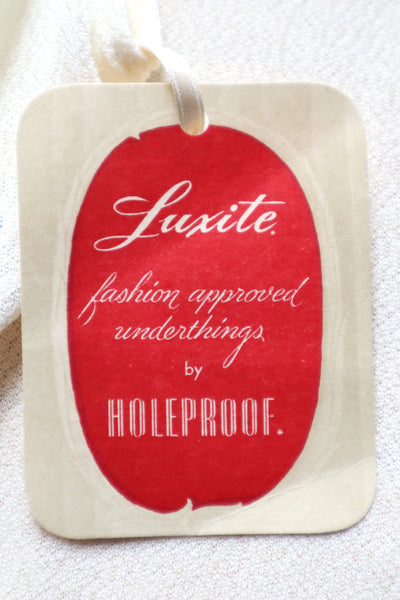 Luxite.
fashion approved
underthings
by
HOLEPROOF.